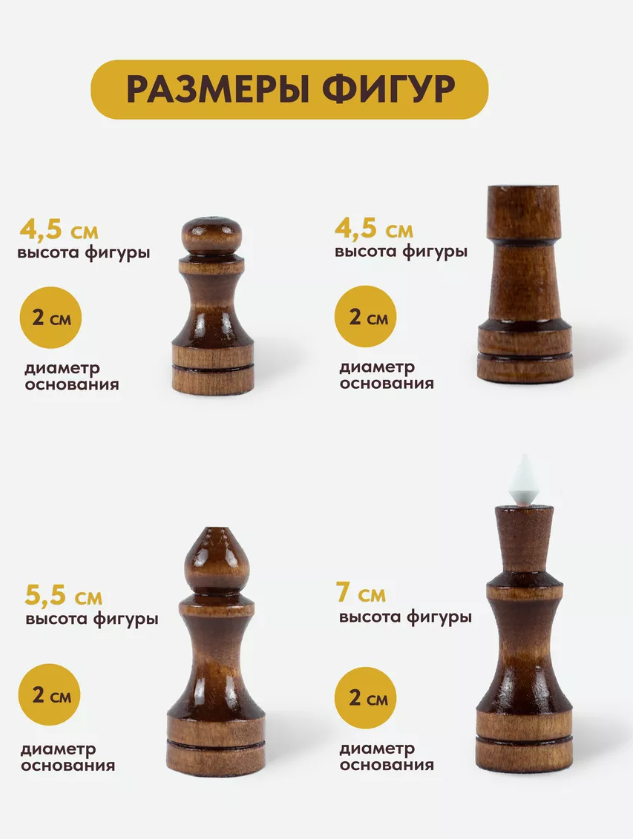 РАЗМЕРЫ ФИГУР
4,5 см
высота фигуры
2 см
диаметр
основания
4,5 см
высота фигуры
2 см
диаметр
основания
5,5 см
высота фигуры
2 см
диаметр
основания
7 см
высота фигуры
2 см
диаметр
основания